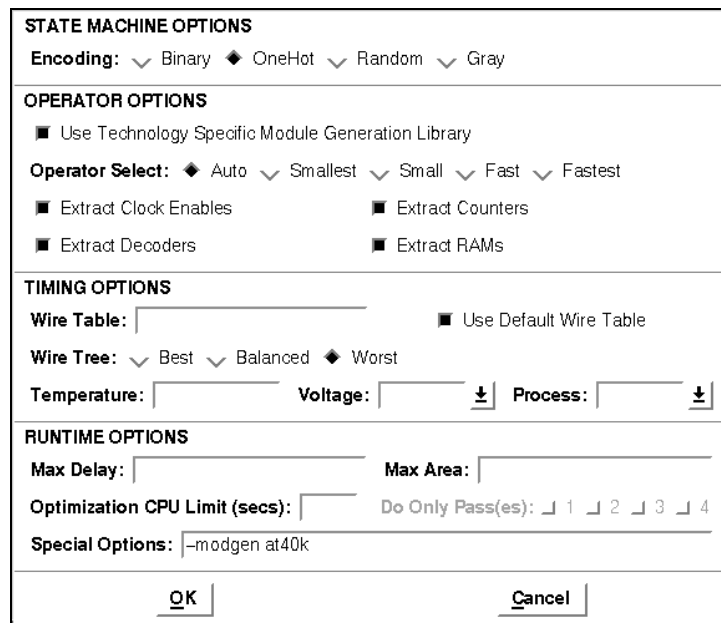 STATE MACHINE OPTIONS
Encoding: Binary OneHot Random Gray
OPERATOR OPTIONS
Use Technology Specific Module Generation Library
Operator Select: Auto Smallest Small Fast Fastest
Extract Clock Enables Extract Counters
Extract Decoders Extract RAMs
TIMING OPTIONS
Wire Table: Use Default Wire Table
Wire Tree: Best Balanced Worst
Temperature: Voltage: Process:
RUNTIME OPTIONS
Max Delay: Max Area:
Optimization CPU Limit (secs): Do Only Pass(es): 1 2 3 4
Special Options: –modgen at40k
OK Cancel